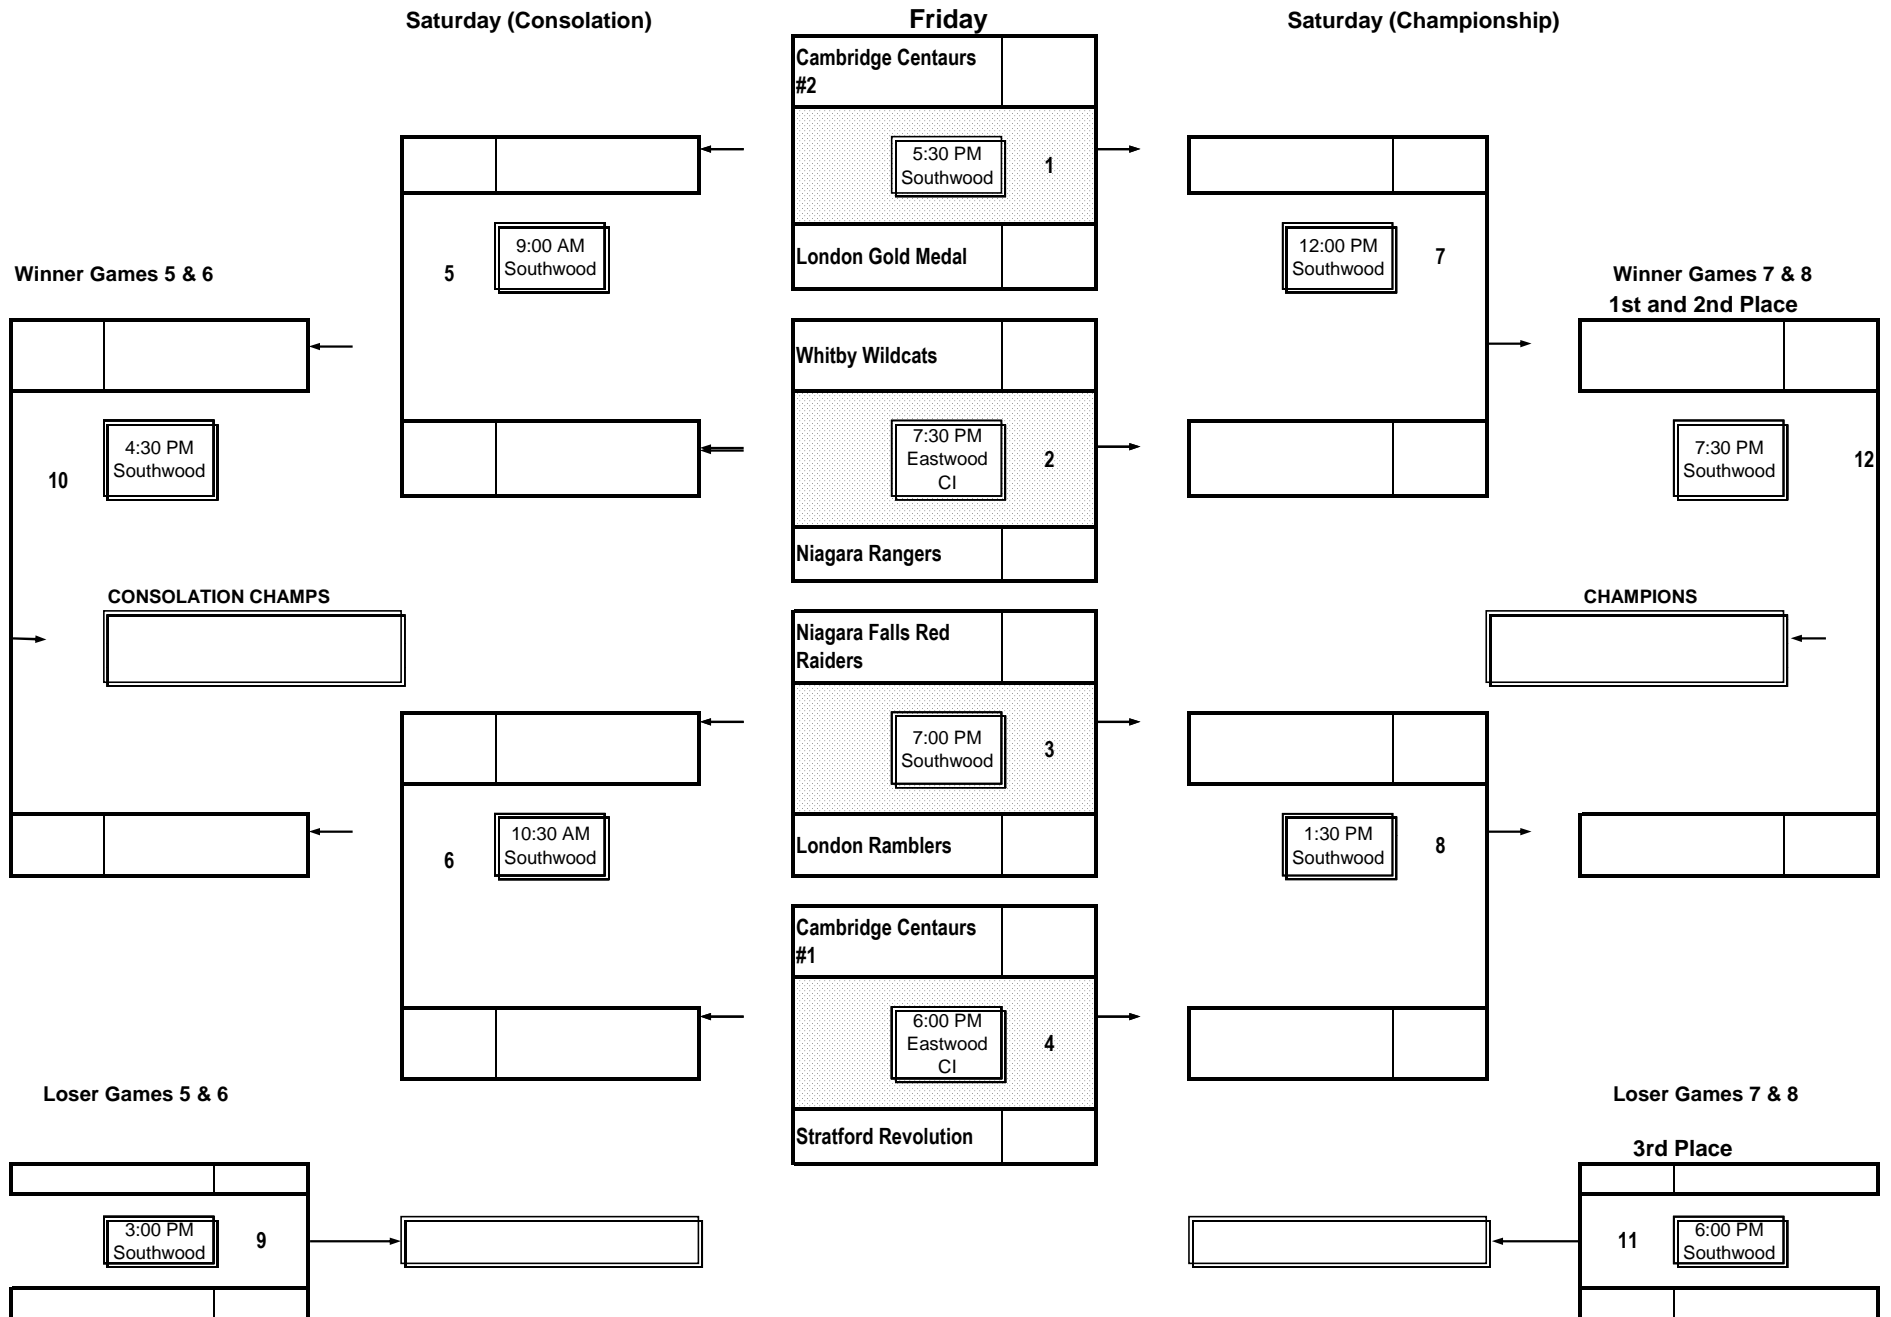 Saturday (Consolation)
Friday
Saturday (Championship)
Cambridge Centaurs
#2
5:30 PM
Southwood
1
London Gold Medal
9:00 AM
Southwood
5
12:00 PM
Southwood
7
Winner Games 5 & 6
Winner Games 7 & 8
1st and 2nd Place
Whitby Wildcats
7:30 PM
Eastwood
CI
2
Niagara Rangers
4:30 PM
Southwood
10
7:30 PM
Southwood
12
CONSOLATION CHAMPS
CHAMPIONS
Niagara Falls Red
Raiders
7:00 PM
Southwood
3
London Ramblers
10:30 AM
Southwood
6
1:30 PM
Southwood
8
Cambridge Centaurs
#1
6:00 PM
Eastwood
CI
4
Stratford Revolution
Loser Games 5 & 6
Loser Games 7 & 8
3rd Place
3:00 PM
Southwood
9
11
6:00 PM
Southwood